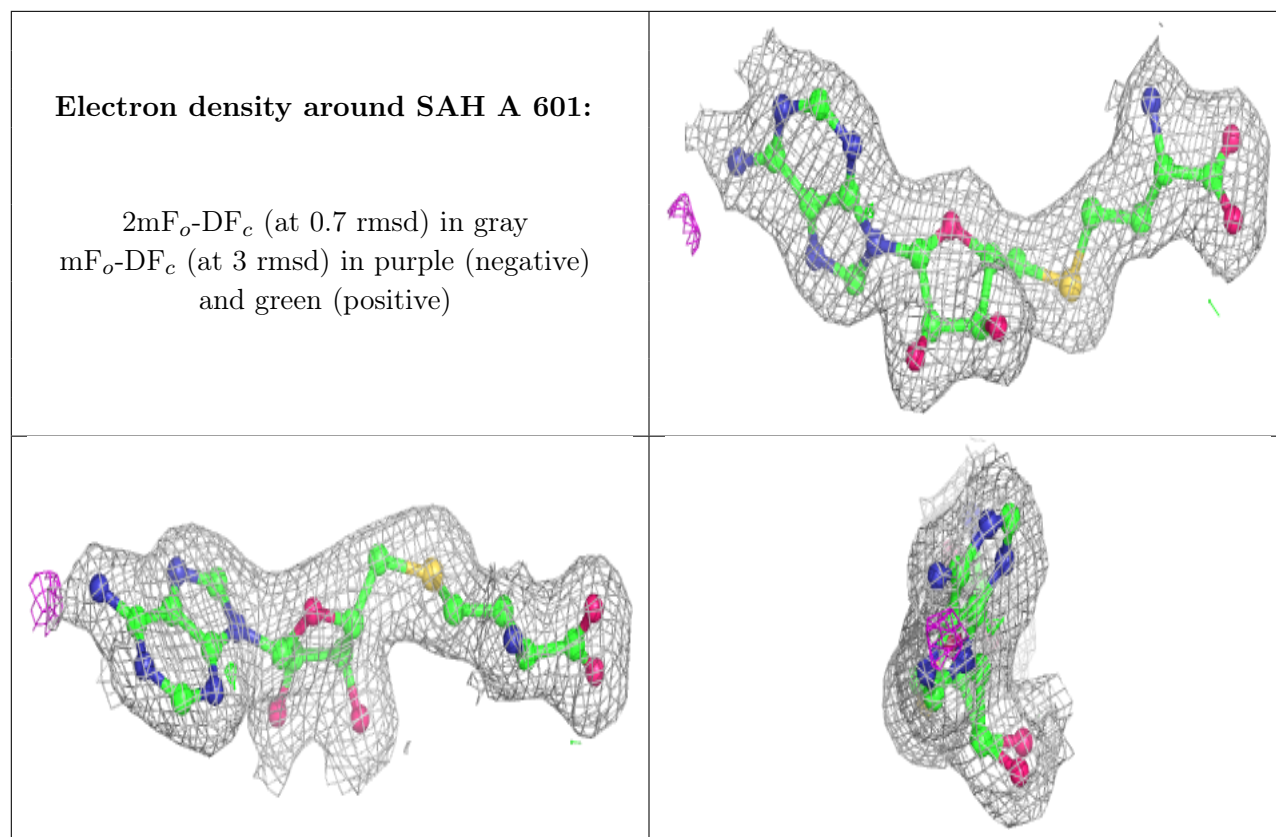 Electron density around SAH A 601:
2mFo-DFc (at 0.7 rmsd) in gray
mFo-DFc (at 3 rmsd) in purple (negative)
and green (positive)